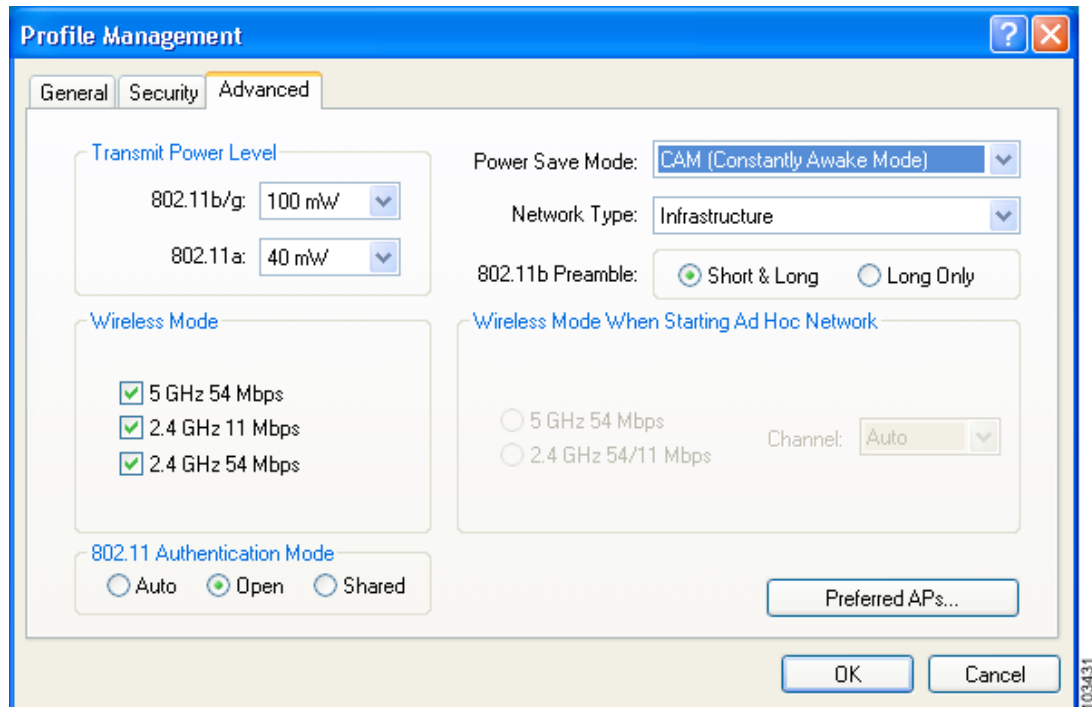 Profile Management
General Security Advanced
Transmit Power Level
802.11b/g: 100 mW
802.11a: 40 mW
Power Save Mode: CAM (Constantly Awake Mode)
Network Type: Infrastructure
802.11b Preamble: Short & Long Long Only
Wireless Mode
5 GHz 54 Mbps
2.4 GHz 11 Mbps
2.4 GHz 54 Mbps
Wireless Mode When Starting Ad Hoc Network
5 GHz 54 Mbps
2.4 GHz 54/11 Mbps
Channel: Auto
802.11 Authentication Mode
Auto Open Shared
Preferred APs...
OK Cancel
103431